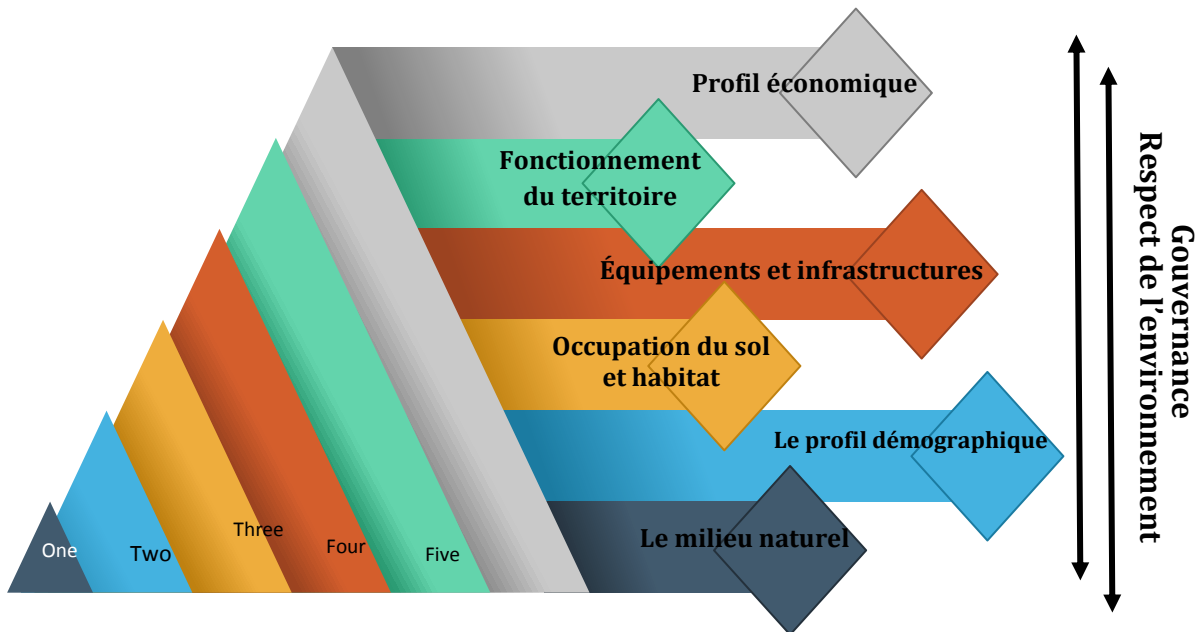 Profil économique
Fonctionnement
du territoire
Équipements et infrastructures
Occupation du sol
et habitat
Le profil démographique
Le milieu naturel
One
Two
Three
Four
Five
Gouvernance
Respect de l'environnement